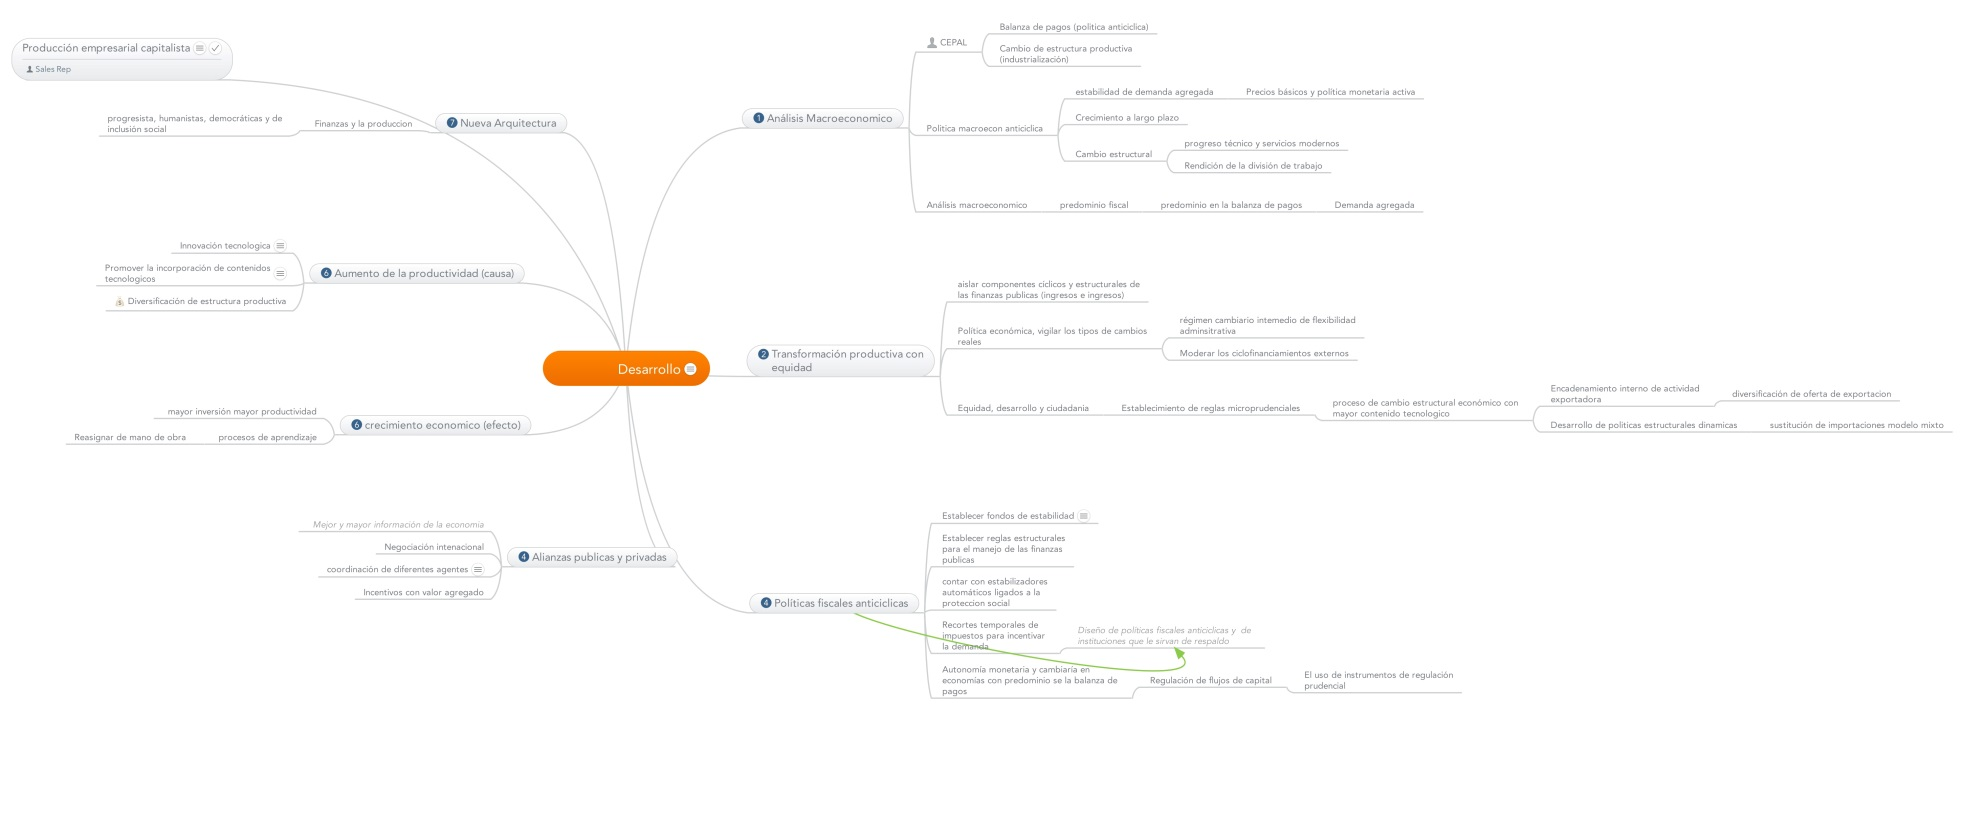 Desarrollo
1 Análisis Macroeconomico
CEPAL
Balanza de pagos (politica anticiclica)
Cambio de estructura productiva
(industrialización)
Politica macroecon anticiclica
estabilidad de demanda agregada
Precios básicos y política monetaria activa
Crecimiento a largo plazo
Cambio estructural
progreso técnico y servicios modernos
Rendición de la división de trabajo
Análisis macroeconomico
predominio fiscal
predominio en la balanza de pagos
Demanda agregada
2 Transformación productiva con
equidad
aislar componentes cíclicos y estructurales de
las finanzas publicas (ingresos e ingresos)
Política económica, vigilar los tipos de cambios
reales
régimen cambiario intemedio de flexibilidad
adminsitrativa
Moderar los ciclofinanciamientos externos
Equidad, desarrollo y ciudadania
Establecimiento de reglas microprudenciales
proceso de cambio estructural económico con
mayor contenido tecnologico
Encadenamiento interno de actividad
exportadora
diversificación de oferta de exportacion
Desarrollo de politicas estructurales dinamicas
sustitución de importaciones modelo mixto
4 Políticas fiscales anticiclicas
Establecer fondos de estabilidad
Establecer reglas estructurales
para el manejo de las finanzas
publicas
contar con estabilizadores
automáticos ligados a la
proteccion social
Recortes temporales de
impuestos para incentivar
la demanda
Diseño de políticas fiscales anticiclicas y  de
instituciones que le sirvan de respaldo
Autonomía monetaria y cambiaría en
economías con predominio se la balanza de
pagos
Regulación de flujos de capital
El uso de instrumentos de regulación
prudencial
4 Alianzas publicas y privadas
Mejor y mayor información de la economia
Negociación intenacional
coordinación de diferentes agentes
Incentivos con valor agregado
6 crecimiento economico (efecto)
mayor inversión mayor productividad
procesos de aprendizaje
Reasignar de mano de obra
6 Aumento de la productividad (causa)
Innovación tecnologica
Promover la incorporación de contenidos
tecnologicos
Diversificación de estructura productiva
7 Nueva Arquitectura
Finanzas y la produccion
progresista, humanistas, democráticas y de
inclusión social
Producción empresarial capitalista
Sales Rep